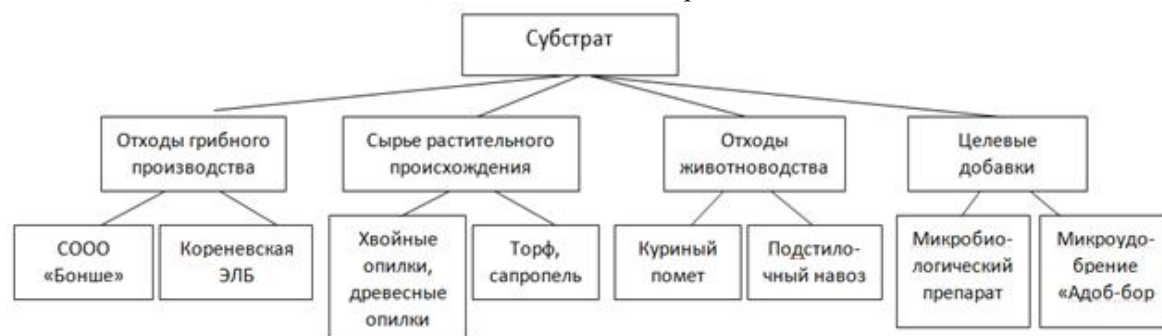 Субстрат
Отходы грибного
производства
Сырье растительного
происхождения
Отходы
животноводства
Целевые
добавки
СООО
«Бонше»
Кореневская
ЭЛБ
Хвойные
опилки,
древесные
опилки
Торф,
сапропель
Куриный
помет
Подстило-
чный навоз
Микробио-
логический
препарат
Микроудо-
брение
«Адоб-бор